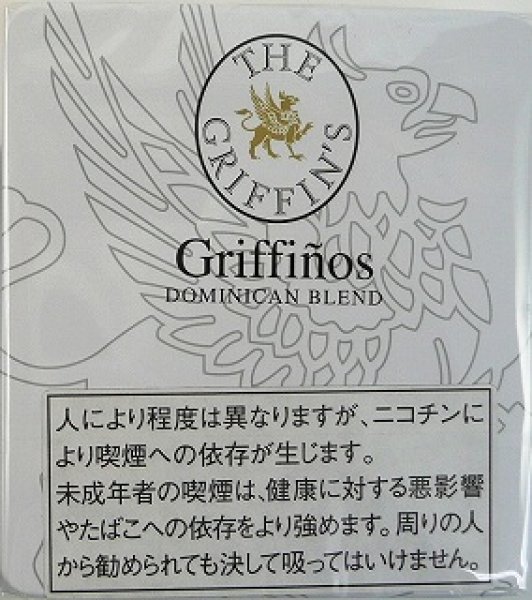 THE
GRIFFIN'S
Griffiños
DOMINICAN BLEND
人により程度は異なりますが、ニコチンに
より喫煙への依存が生じます。
未成年者の喫煙は、健康に対する悪影響
やたばこへの依存をより強めます。周りの人
から勧められても決して吸ってはいけません。